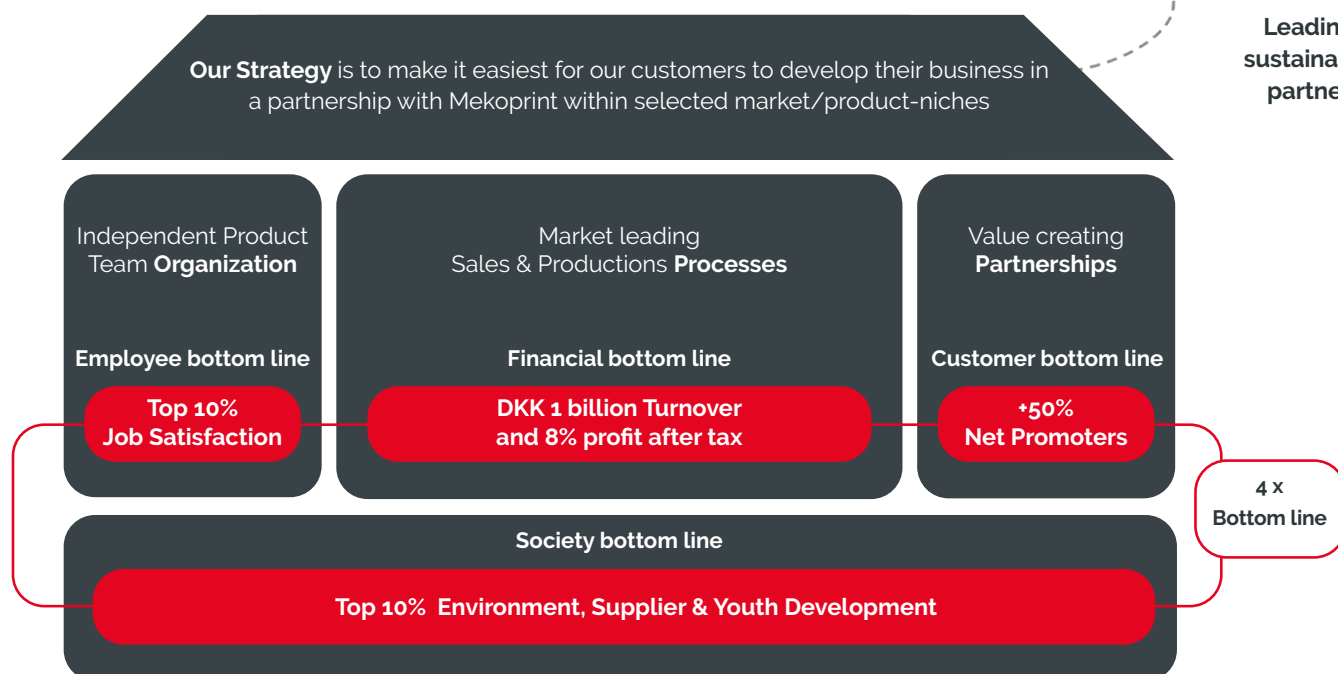 Our Strategy is to make it easiest for our customers to develop their business in
a partnership with Mekoprint within selected market/product-niches
Independent Product
Team Organization
Employee bottom line
Top 10%
Job Satisfaction
Market leading
Sales & Productions Processes
Financial bottom line
DKK 1 billion Turnover
and 8% profit after tax
Value creating
Partnerships
Customer bottom line
+50%
Net Promoters
4 x
Bottom line
Society bottom line
Top 10% Environment, Supplier & Youth Development